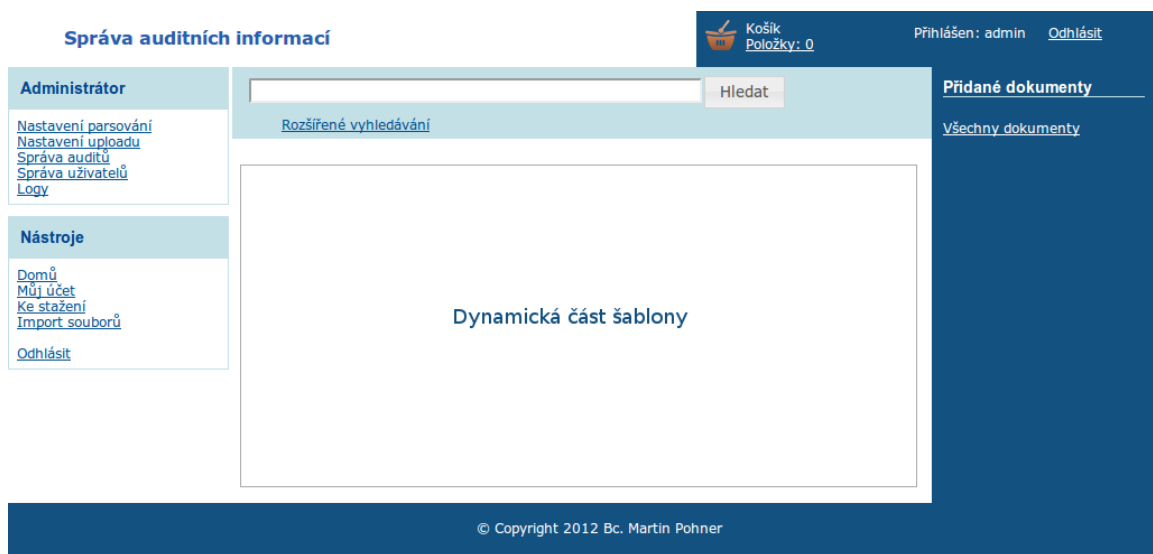 Správa auditních informací
Košík
Položky: 0
Přihlášen: admin Odhlásit
Administrátor
Nastavení parsování
Nastavení uploadu
Správa auditů
Správa uživatelů
Logy
Nástroje
Domů
Můj účet
Ke stažení
Import souborů
Odhlásit
Hledat
Rozšířené vyhledávání
Dynamická část šablony
Přidané dokumenty
Všechny dokumenty
© Copyright 2012 Bc. Martin Pohner